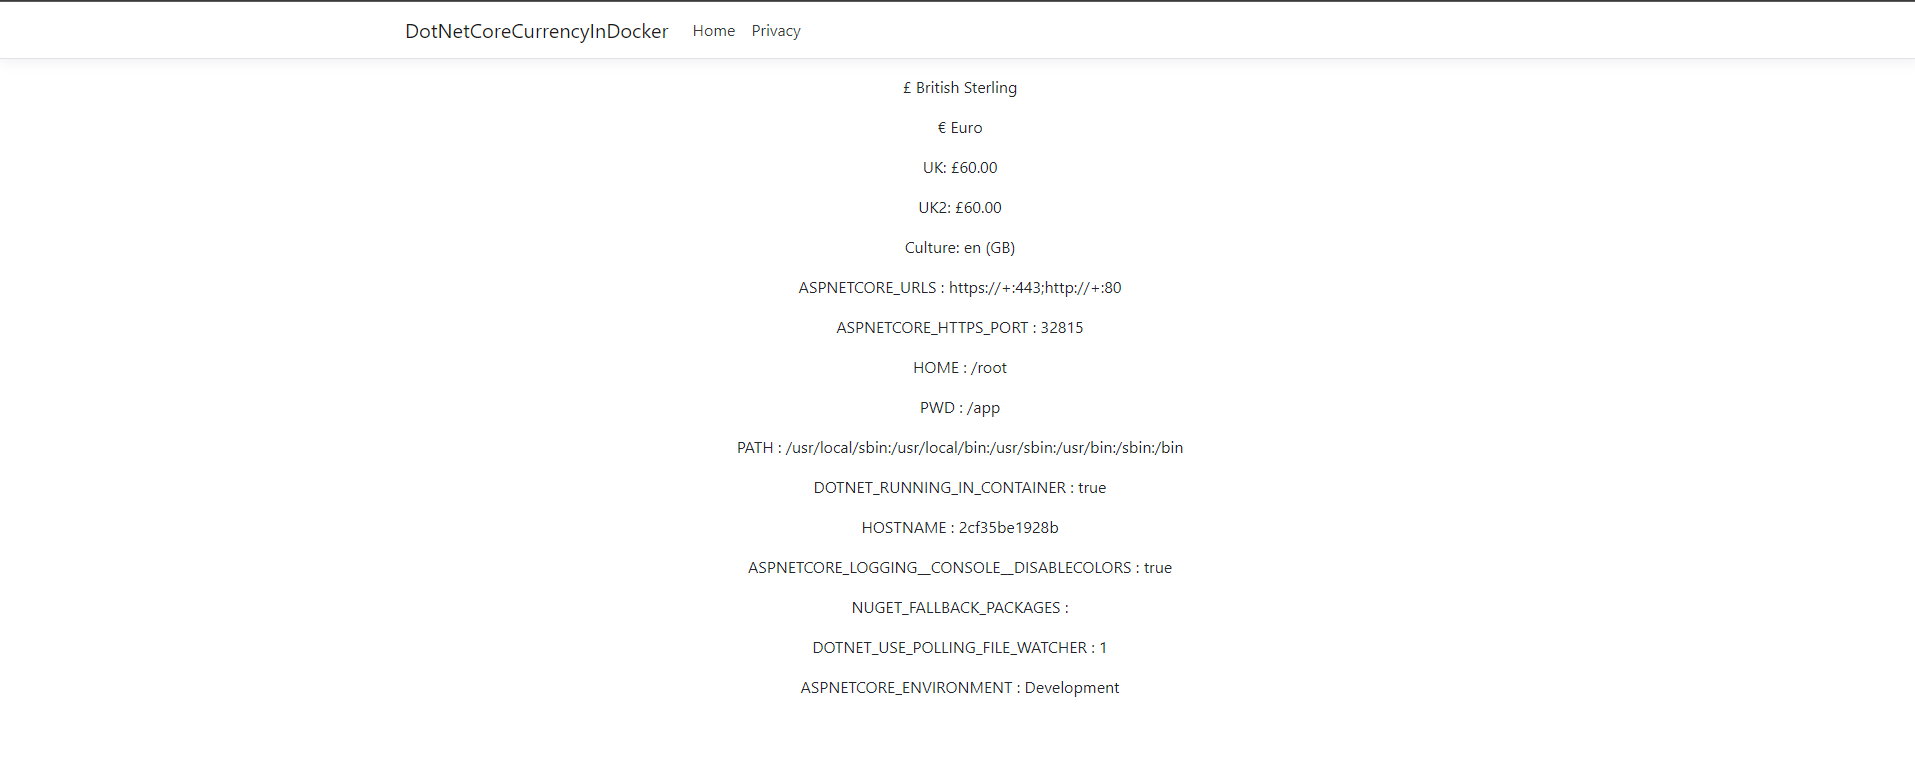 DotNetCoreCurrencyInDocker Home Privacy
£ British Sterling
€ Euro
UK: £60.00
UK2: £60.00
Culture: en (GB)
ASPNETCORE_URLS : https://+:443;http://+:80
ASPNETCORE_HTTPS_PORT : 32815
HOME : /root
PWD : /app
PATH : /usr/local/sbin:/usr/local/bin:/usr/sbin:/usr/bin:/sbin:/bin
DOTNET_RUNNING_IN_CONTAINER : true
HOSTNAME : 2cf35be1928b
ASPNETCORE_LOGGING__CONSOLE__DISABLECOLORS : true
NUGET_FALLBACK_PACKAGES :
DOTNET_USE_POLLING_FILE_WATCHER : 1
ASPNETCORE_ENVIRONMENT : Development